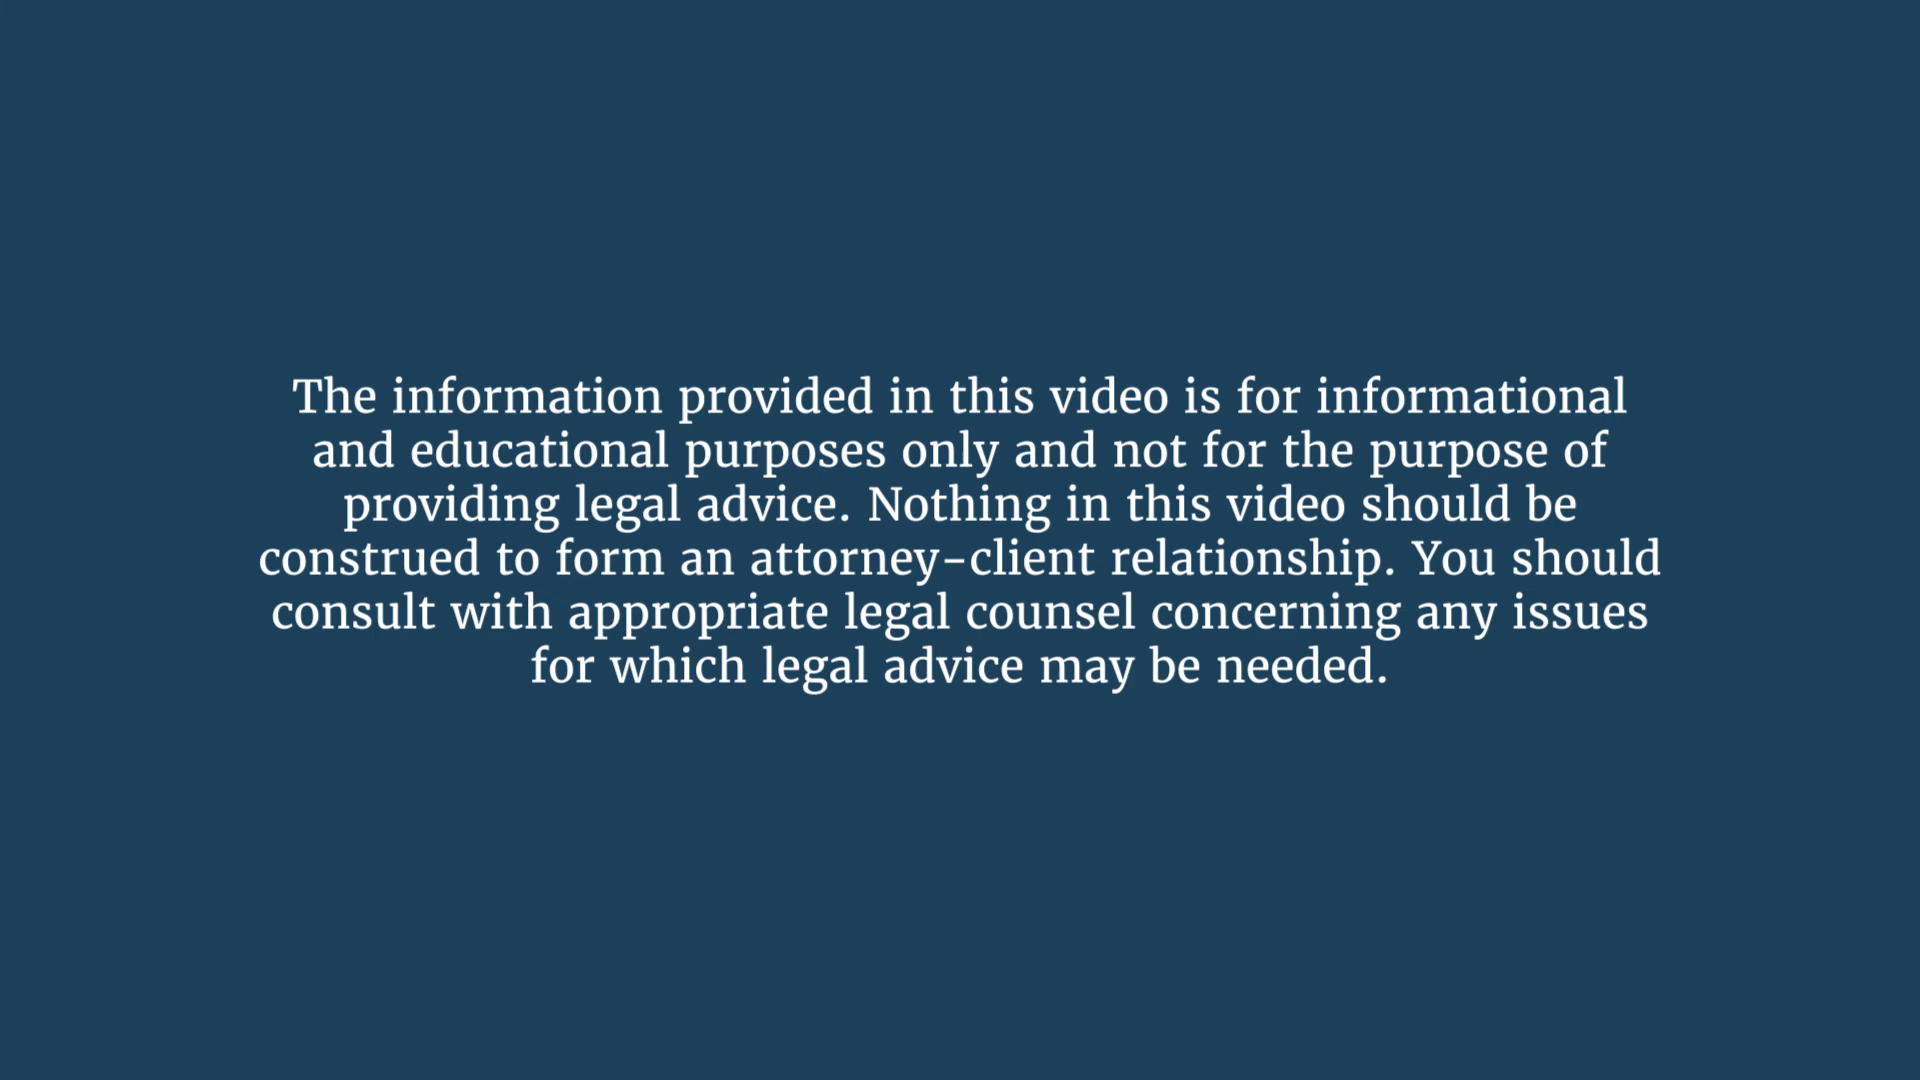 The information provided in this video is for informational
and educational purposes only and not for the purpose of
providing legal advice. Nothing in this video should be
construed to form an attorney-client relationship. You should
consult with appropriate legal counsel concerning any issues
for which legal advice may be needed.